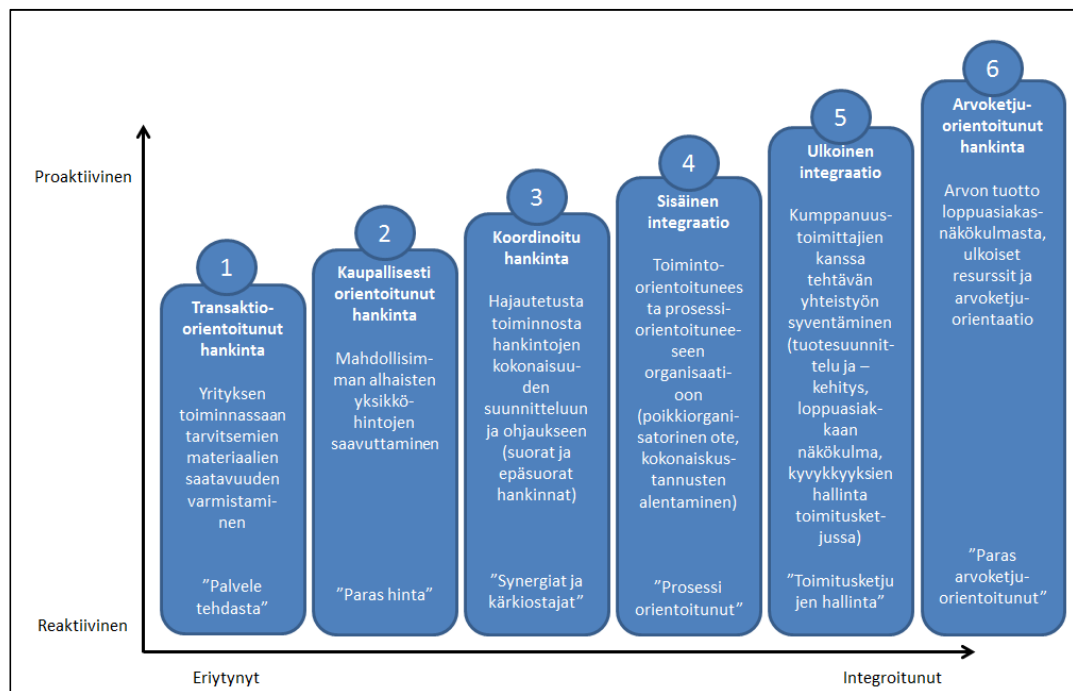 Proaktiivinen
Reaktiivinen
1
Transaktio-
orientoitunut
hankinta
Yrityksen
toiminnassaan
tarvitsemien
materiaalien
saatavuuden
varmistami-
nen
”Palvele
tehdasta”
2
Kaupallisesti
orientoitunut
hankinta
Mahdollisim-
man alhaisten
yksikkö-
hintojen
saavuttaminen
”Paras hinta”
3
Koordinoitu
hankinta
Hajautetusta
toiminnosta
hankintojen
kokonaisuu-
den
suunnitteluun
ja ohjaukseen
(suorat ja
epäsuorat
hankinnat)
”Synergiat ja
kärkiostajat”
4
Sisäinen
integraatio
Toiminto-
orientoitunees
ta prosessi-
orientoitunee-
seen
organisaati-
oon
(poikkiorgani-
satorinen ote,
kokonaiskus-
tannusten
alentaminen)
”Prosessi
orientoitunut”
5
Ulkoinen
integraatio
Kumppanuus-
toimittajien
kanssa
tehtävän
yhteistyön
syventäminen
(tuotesuunnit-
telu ja –
kehitys,
loppuasiak-
kaan
näkökulma,
kyvykkyyksien
hallinta
toimitusket-
jussa)
”Toimitusketju
jen hallinta”
6
Arvoketju-
orientoitunut
hankinta
Arvon tuotto
loppuasiakas-
näkökulmasta,
ulkoiset
resurssit ja
arvoketju-
orientaatio
”Paras
arvoketju-
orientoitunut”
Eriytynyt
Integroitunut